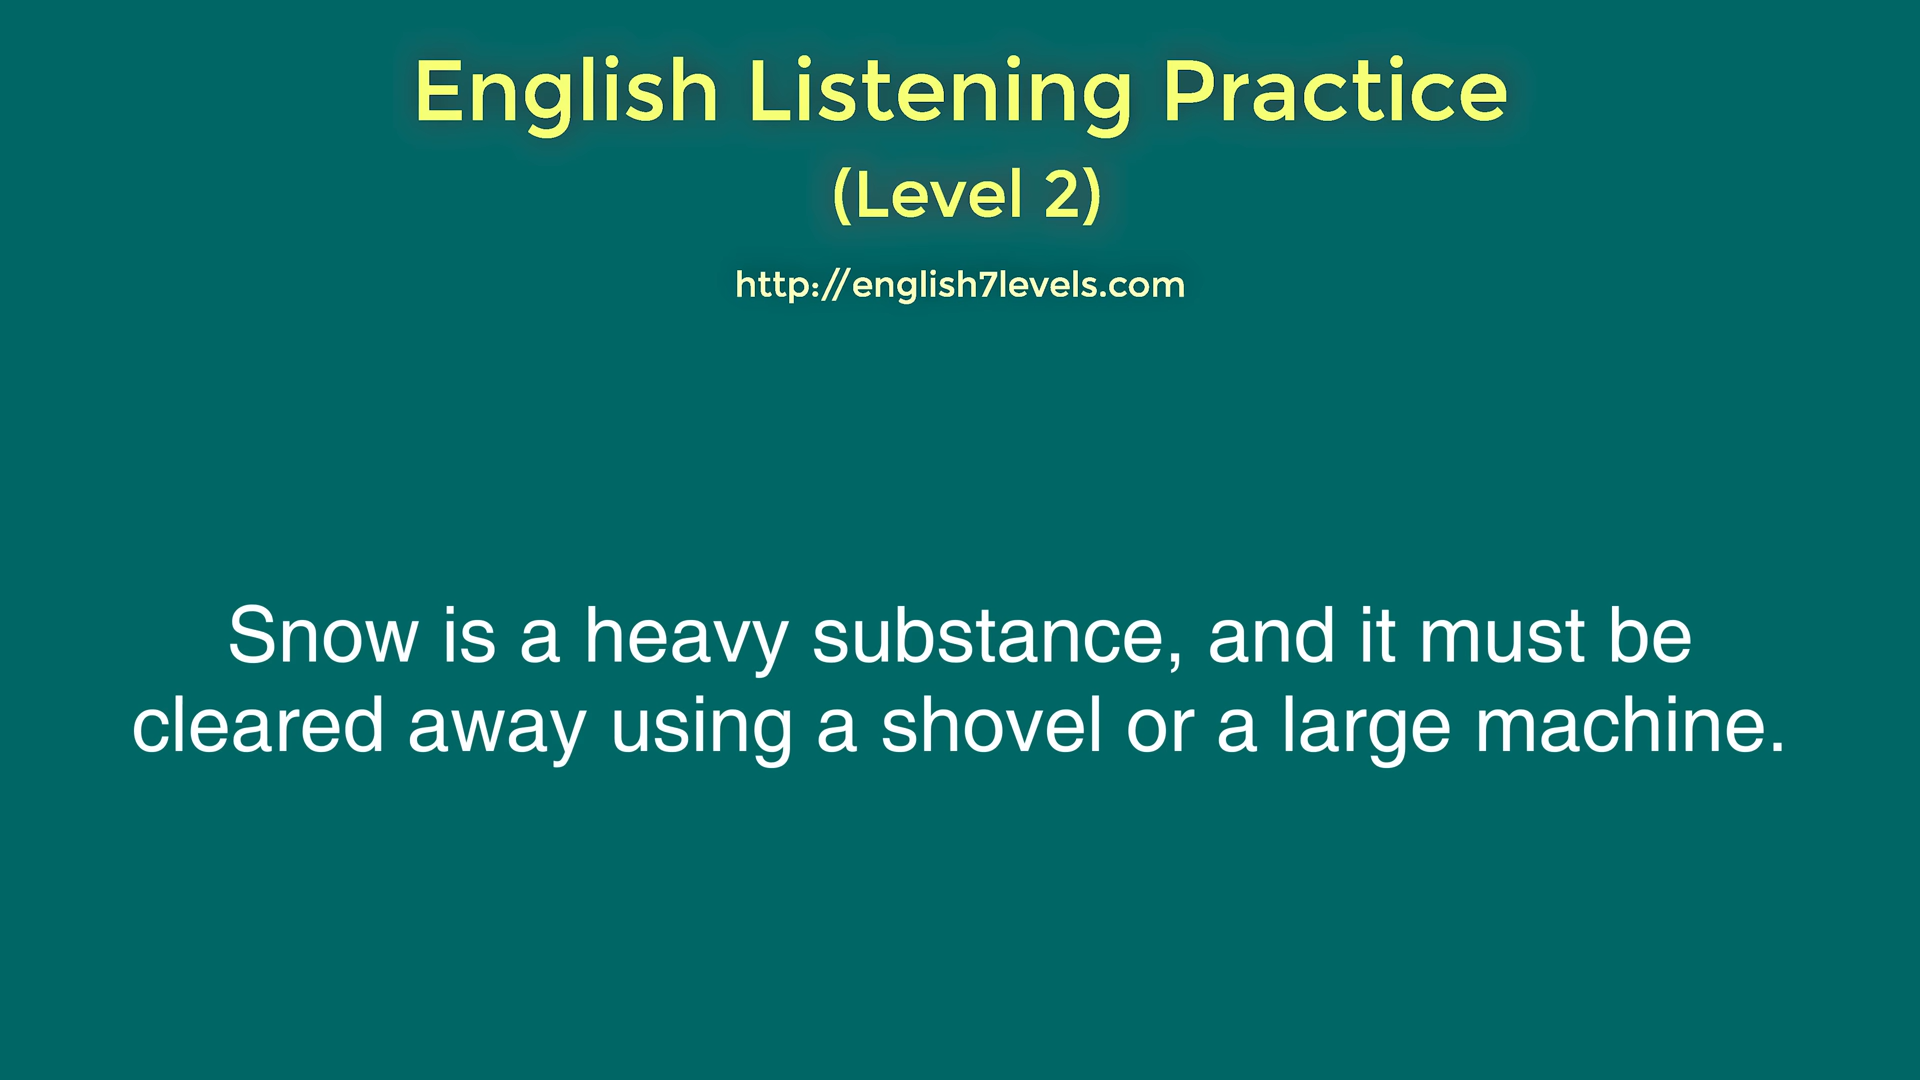 English Listening Practice
(Level 2)
http://english7levels.com
Snow is a heavy substance, and it must be
cleared away using a shovel or a large machine.